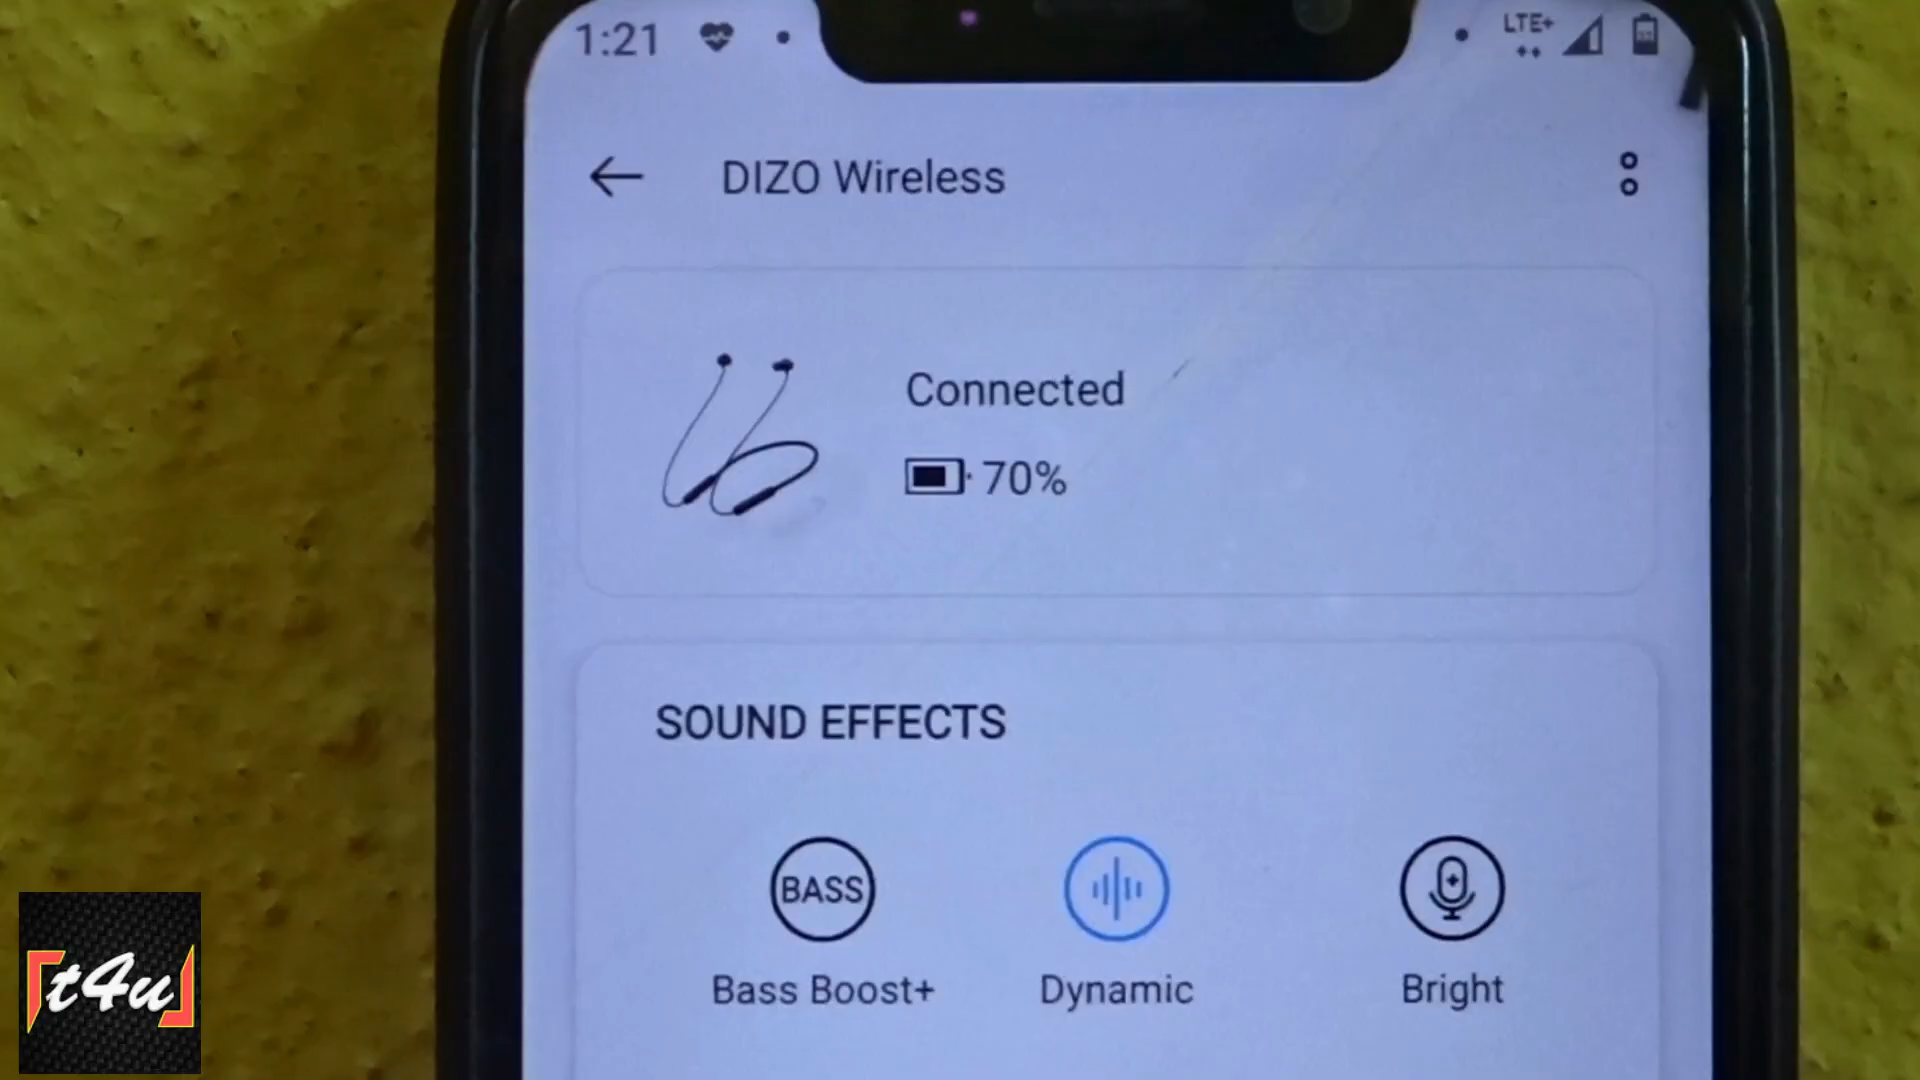 1:21
LTE+
DIZO Wireless
Connected
70%
SOUND EFFECTS
BASS
Bass Boost+
Dynamic
Bright
t4u